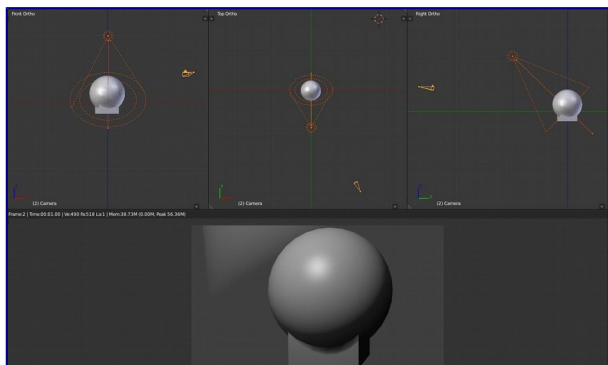 Front Ortho
Top Ortho
Right Ortho
(2) Camera
(2) Camera
(2) Camera
Frame:2 | Time:00:01.00 | Ve:490 Fa:518 La:1 | Mem:38.73M (0.00M, Peak 56.36M)